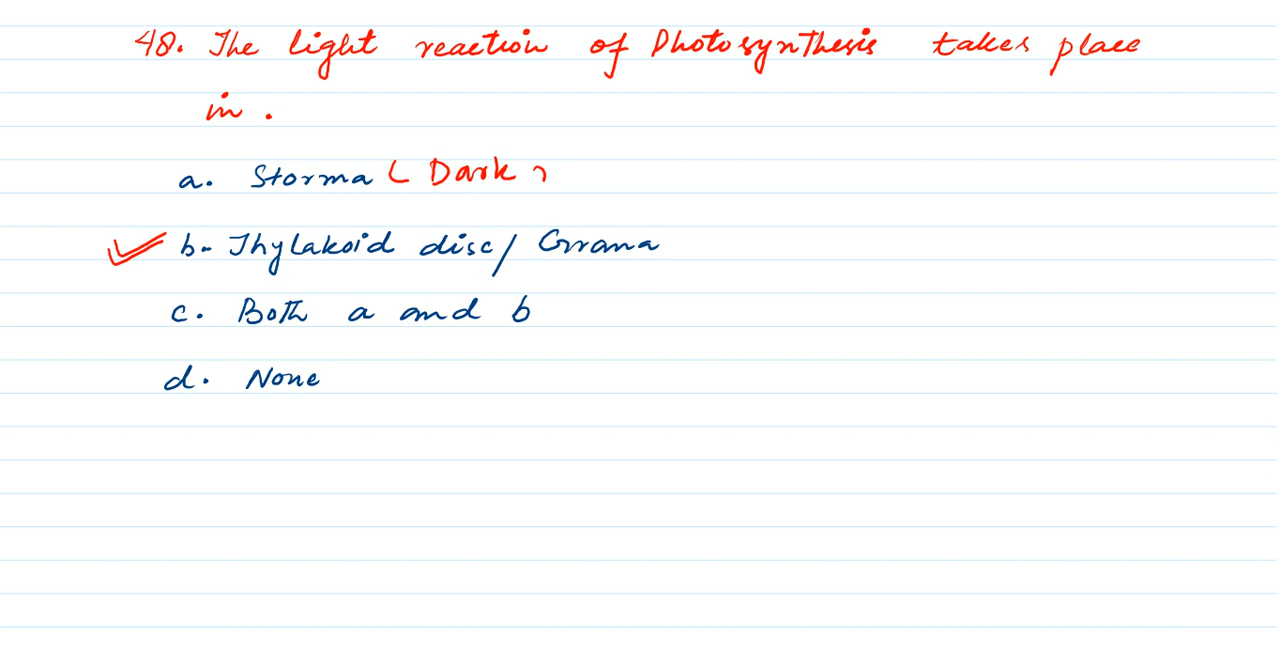 48. The light reaction of Photosynthesis takes place
in .
a. Storma ( Dark )
b. Thylakoid disc/ Grana
c. Both a and b
d. None